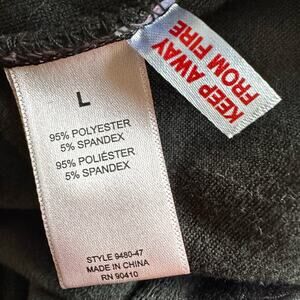 L
95% POLYESTER
5% SPANDEX
95% POLIÉSTER
5% SPANDEX
STYLE 9480-47
MADE IN CHINA
RN 90410
KEEP AWAY
FROM FIRE